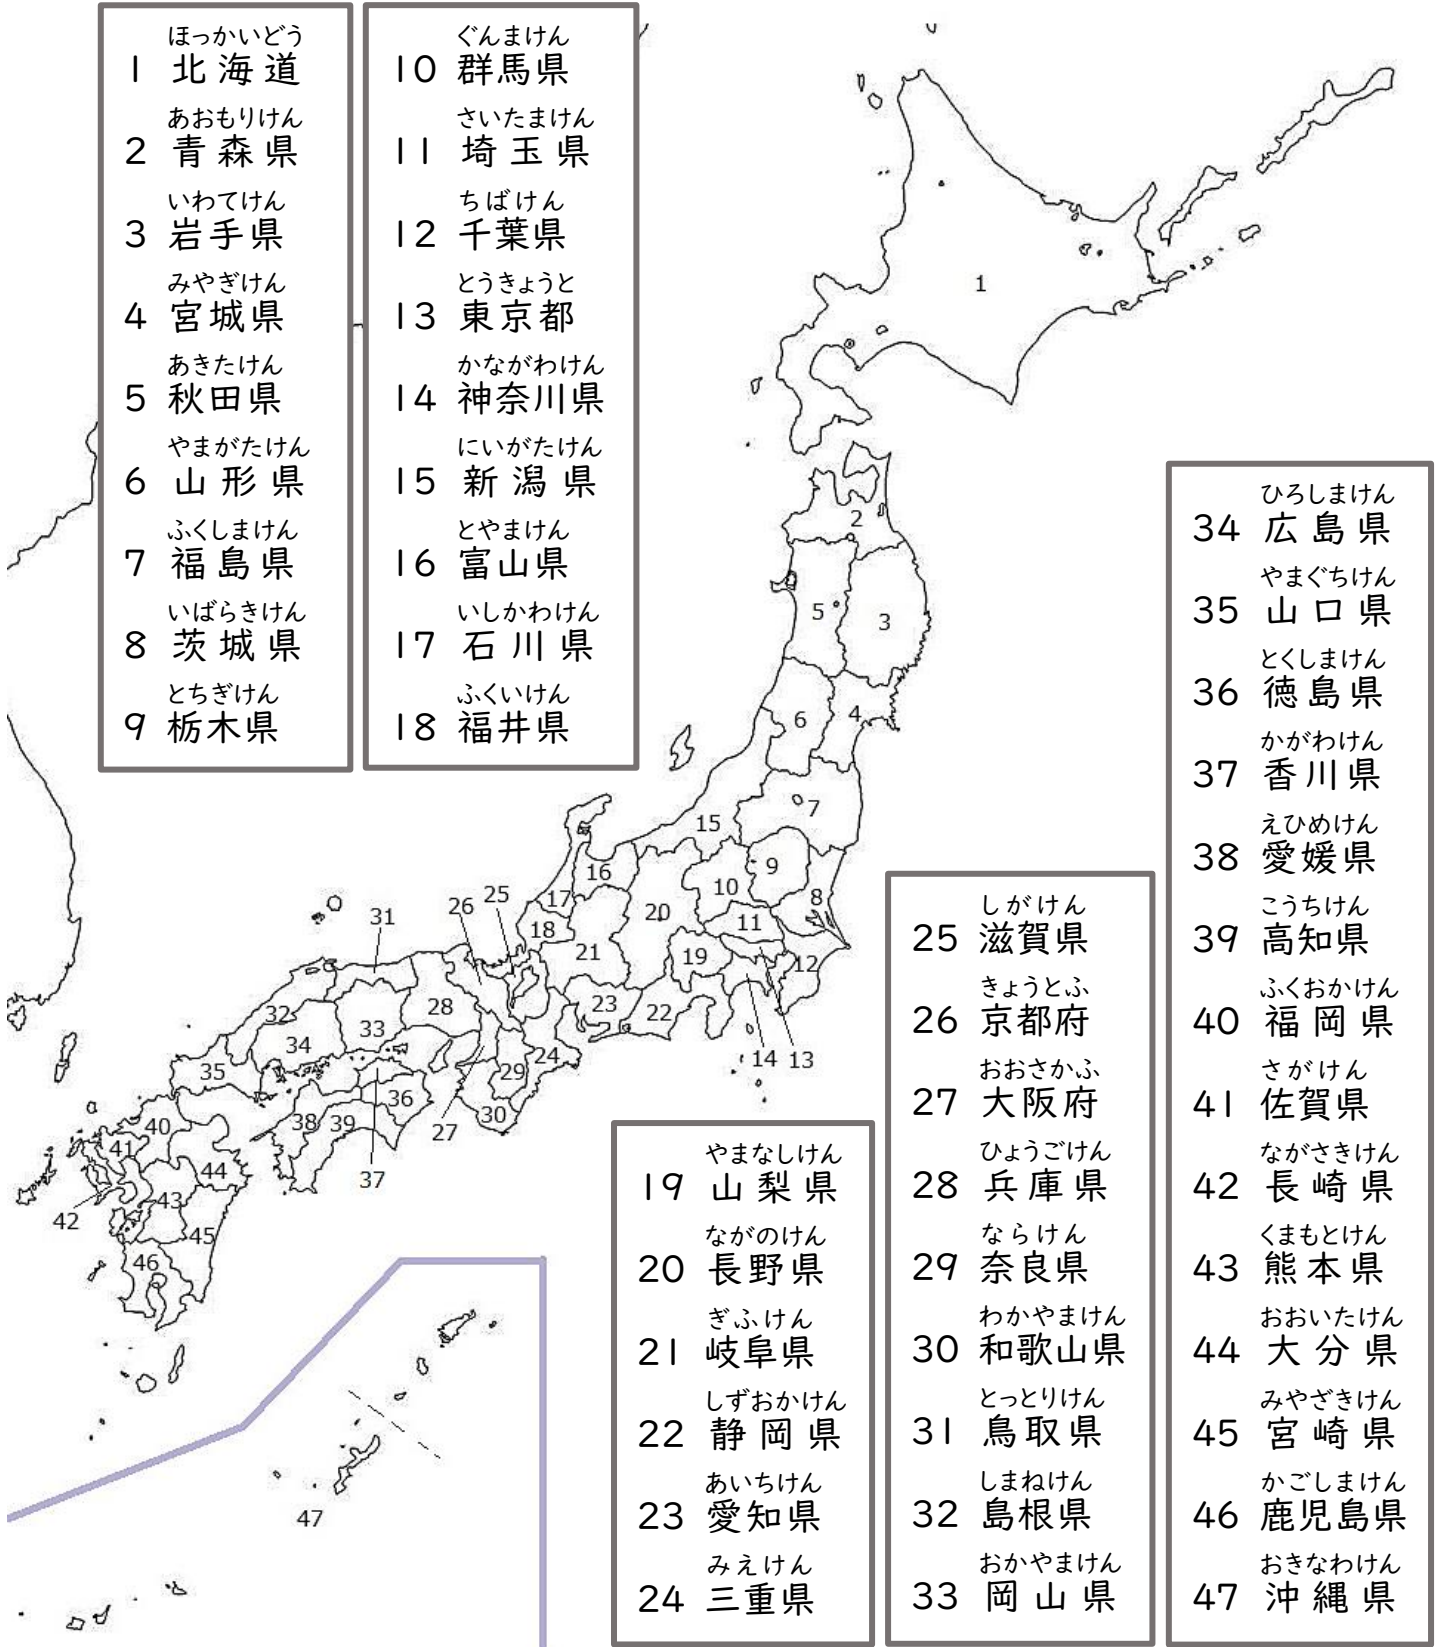 ほっかいどう
1 北海道
あおもりけん
2 青森県
いわてけん
3 岩手県
みやぎけん
4 宮城県
あきたけん
5 秋田県
やまがたけん
6 山形県
ふくしまけん
7 福島県
いばらきけん
8 茨城県
とちぎけん
9 栃木県
ぐんまけん
10 群馬県
さいたまけん
11 埼玉県
ちばけん
12 千葉県
とうきょうと
13 東京都
かながわけん
14 神奈川県
にいがたけん
15 新潟県
とやまけん
16 富山県
いしかわけん
17 石川県
ふくいけん
18 福井県
やまなしけん
19 山梨県
ながのけん
20 長野県
ぎふけん
21 岐阜県
しずおかけん
22 静岡県
あいちけん
23 愛知県
みえけん
24 三重県
しがけん
25 滋賀県
きょうとふ
26 京都府
おおさかふ
27 大阪府
ひょうごけん
28 兵庫県
ならけん
29 奈良県
わかやまけん
30 和歌山県
とっとりけん
31 鳥取県
しまねけん
32 島根県
おかやまけん
33 岡山県
ひろしまけん
34 広島県
やまぐちけん
35 山口県
とくしまけん
36 徳島県
かがわけん
37 香川県
えひめけん
38 愛媛県
こうちけん
39 高知県
ふくおかけん
40 福岡県
さがけん
41 佐賀県
ながさきけん
42 長崎県
くまもとけん
43 熊本県
おおいたけん
44 大分県
みやざきけん
45 宮崎県
かごしまけん
46 鹿児島県
おきなわけん
47 沖縄県
1
2
5
3
6
4
7
15
9
16
10
8
17
25
26
20
31
11
18
21
19
12
28
23
22
32
33
34
24
14
13
35
29
36
30
38
39
40
27
41
44
37
43
42
45
46
47